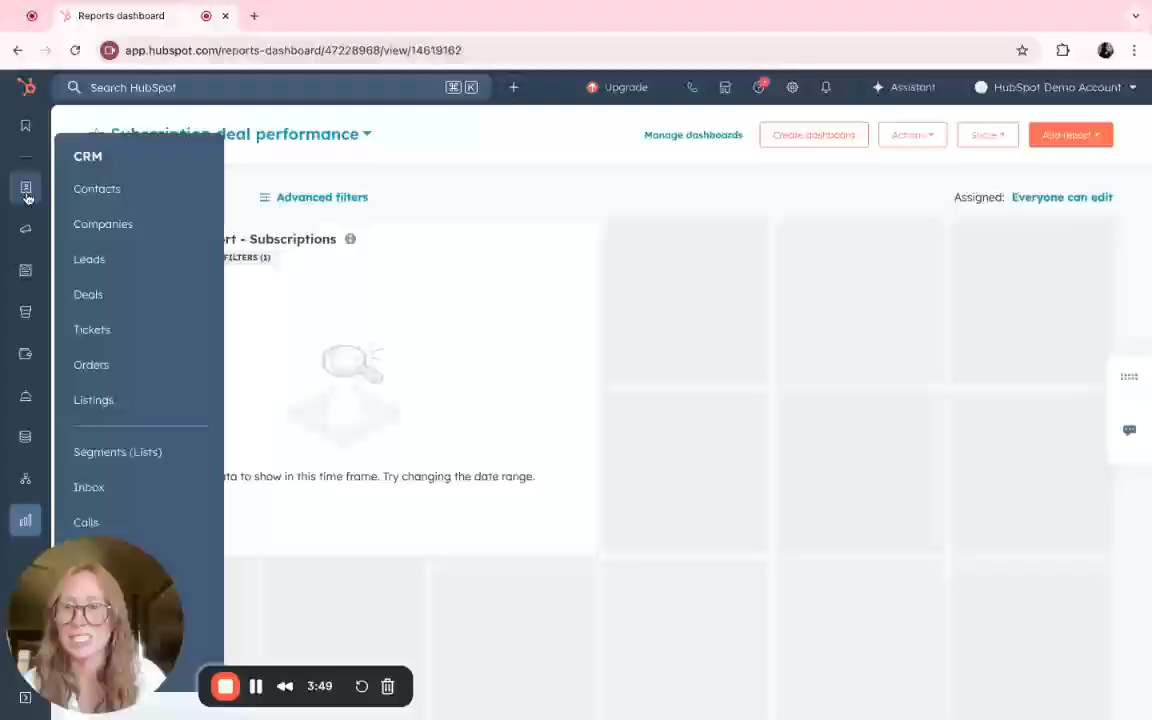 Reports dashboard
app.hubspot.com/reports-dashboard/47228968/view/14619162
Search HubSpot
⌘ K
Upgrade
Assistant
HubSpot Demo Account
deal performance
Manage dashboards
Create dashboard
Actions
Share
Add report
CRM
Contacts
Companies
Leads
Deals
Tickets
Orders
Listings
Segments (Lists)
Inbox
Calls
Advanced filters
Assigned: Everyone can edit
rt - Subscriptions
FILTERS (1)
ta to show in this time frame. Try changing the date range.
3:49